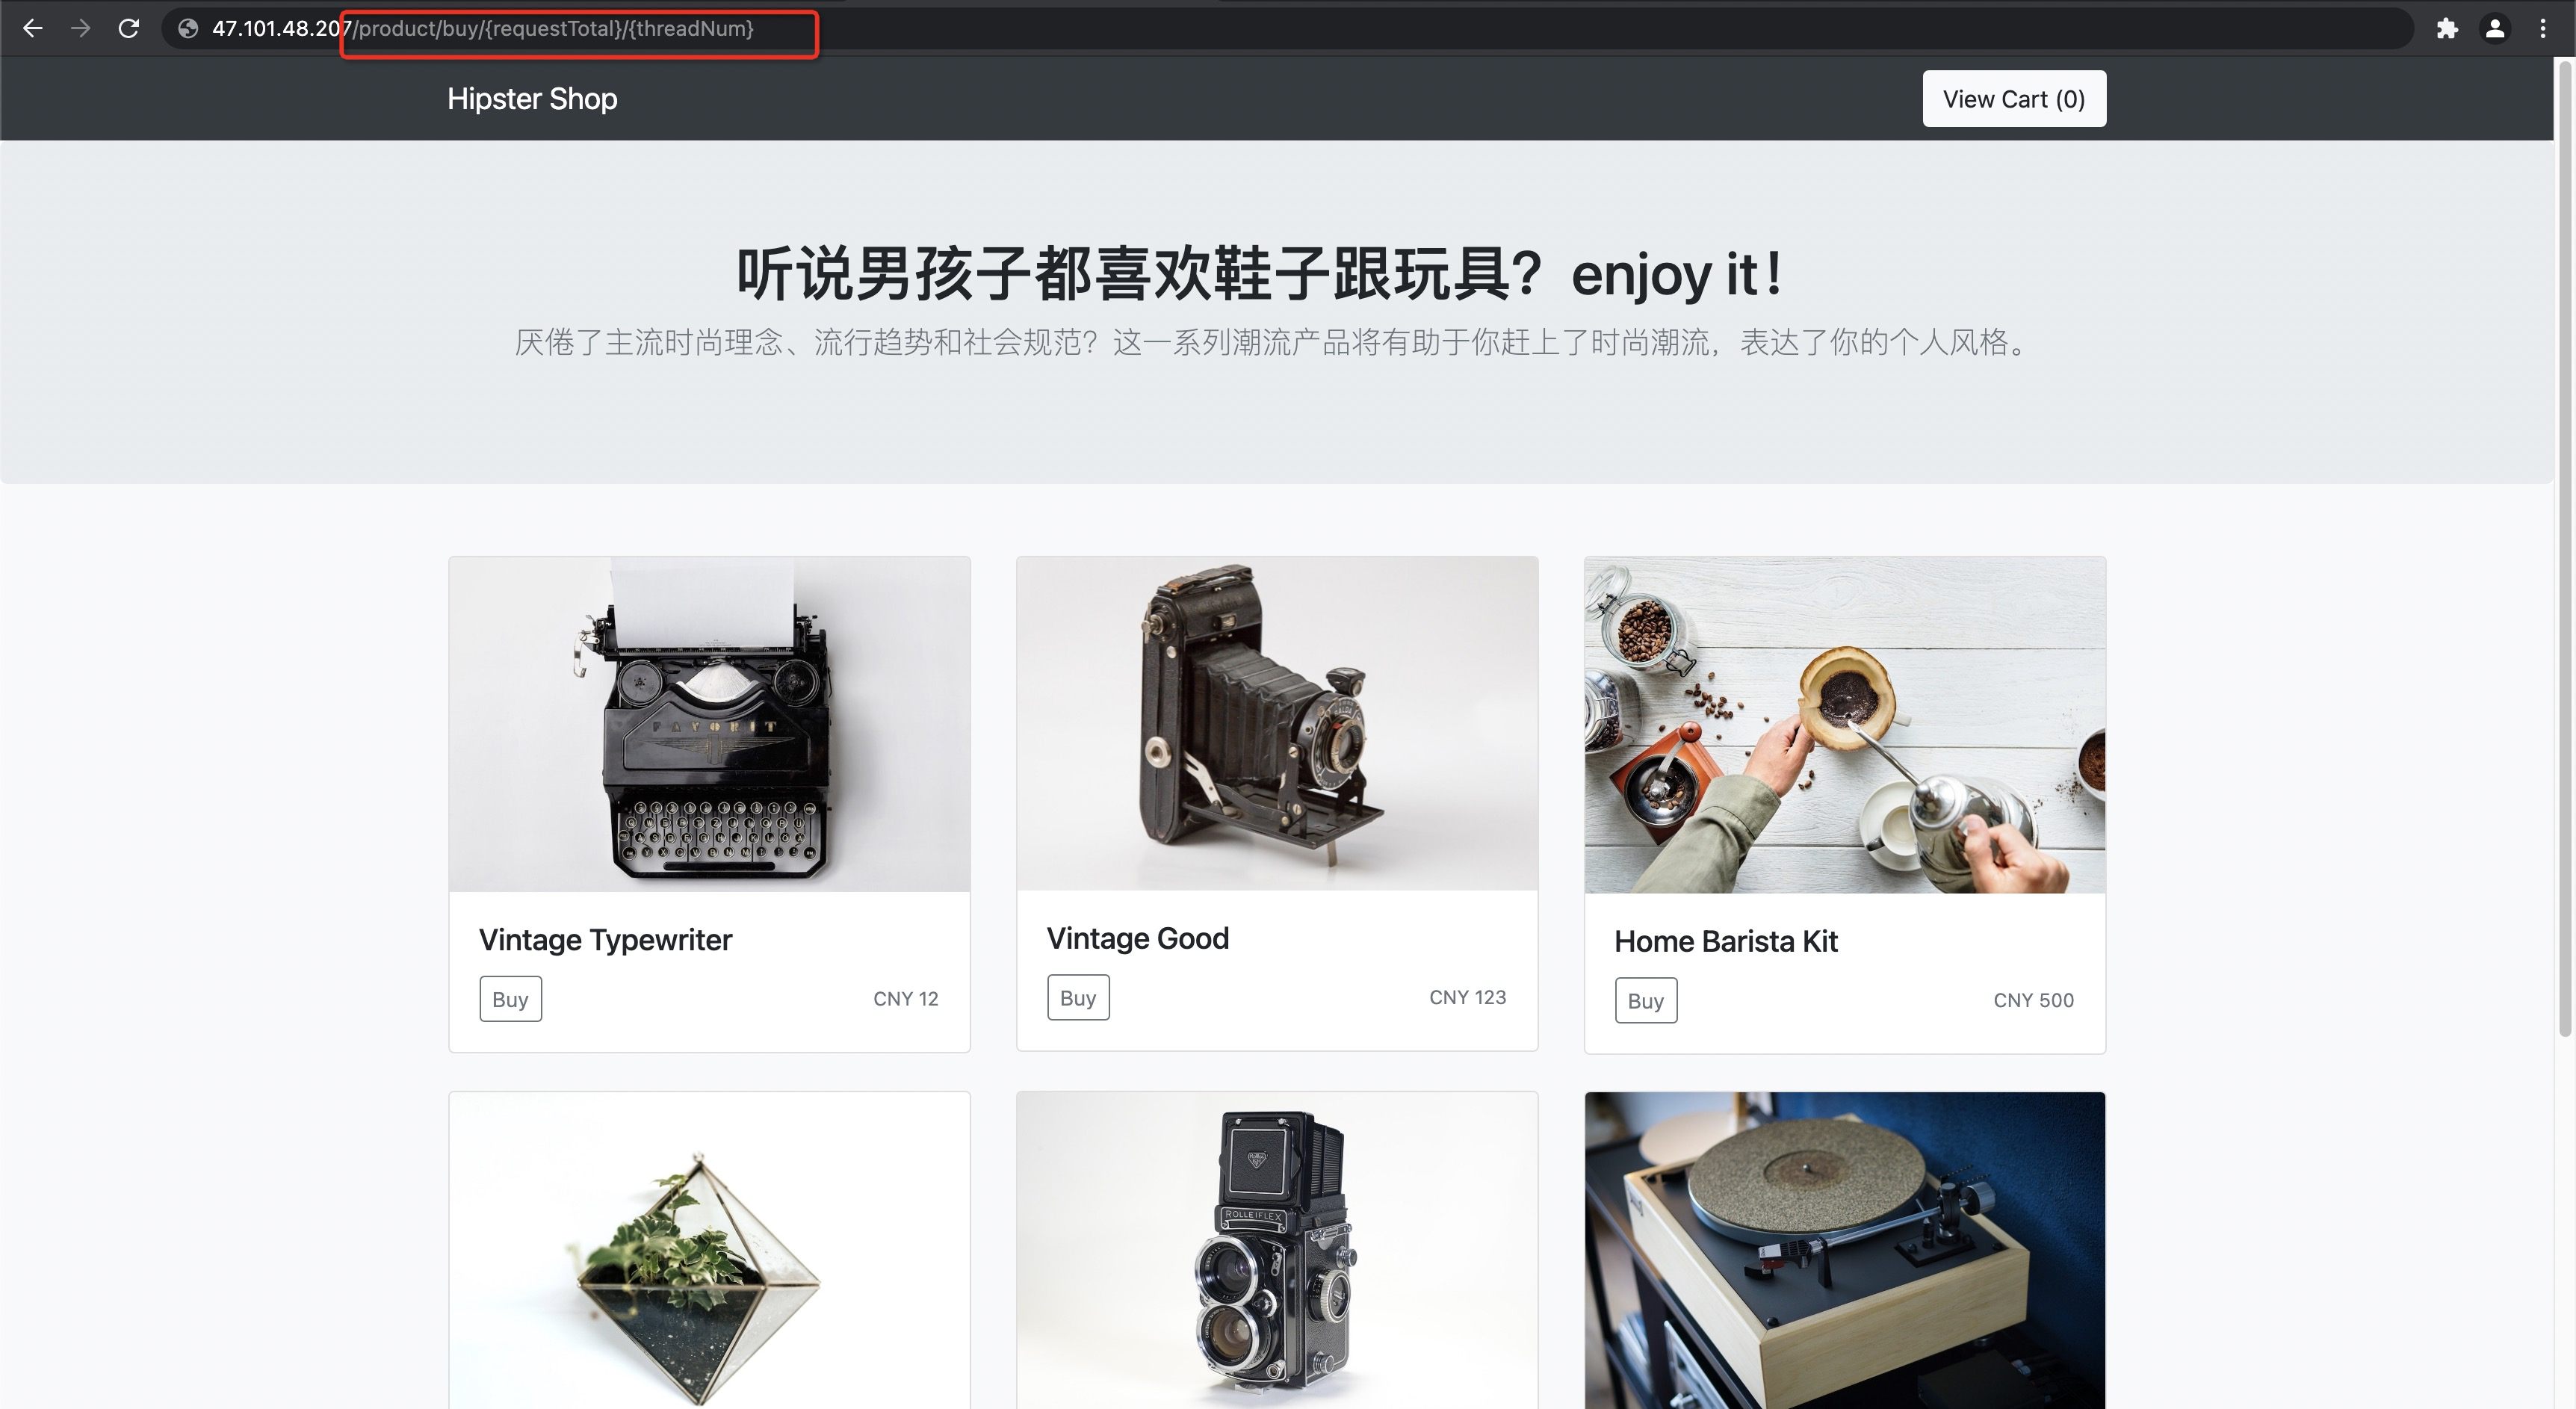 47.101.48.207/product/buy/{requestTotal}/{threadNum}
Hipster Shop
View Cart (0)
听说男孩子都喜欢鞋子跟玩具？enjoy it！
厌倦了主流时尚理念、流行趋势和社会规范？这一系列潮流产品将有助于你赶上了时尚潮流，表达了你的个人风格。
FAVORIT
Vintage Typewriter
Buy
CNY 12
Vintage Good
Buy
CNY 123
Home Barista Kit
Buy
CNY 500
ROLLEIFLEX